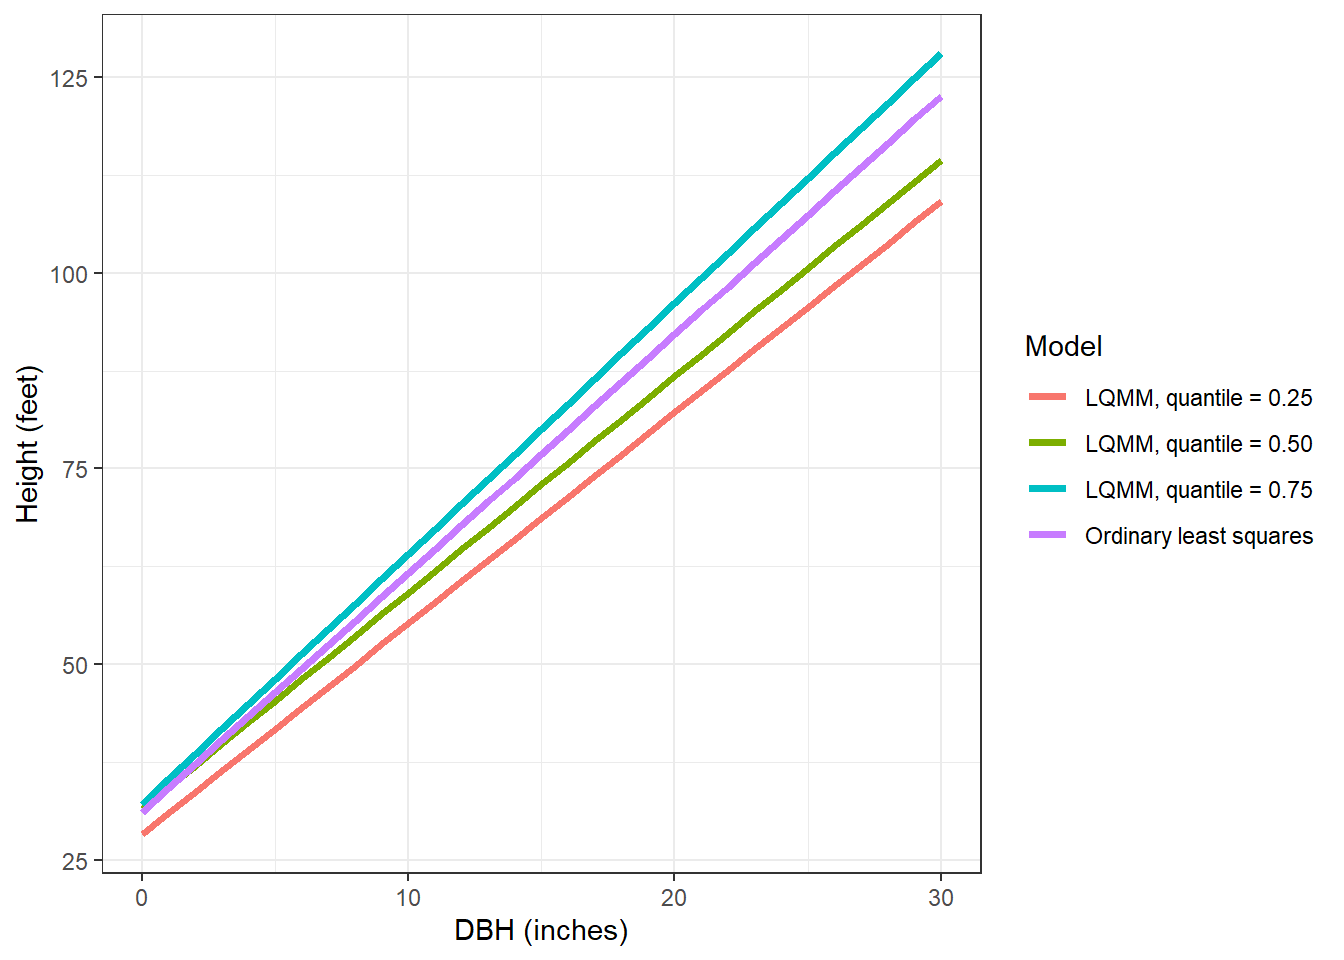 125
100
75
50
25
0 10 20 30
DBH (inches)
Height (feet)
Model
LQMM, quantile = 0.25
LQMM, quantile = 0.50
LQMM, quantile = 0.75
Ordinary least squares